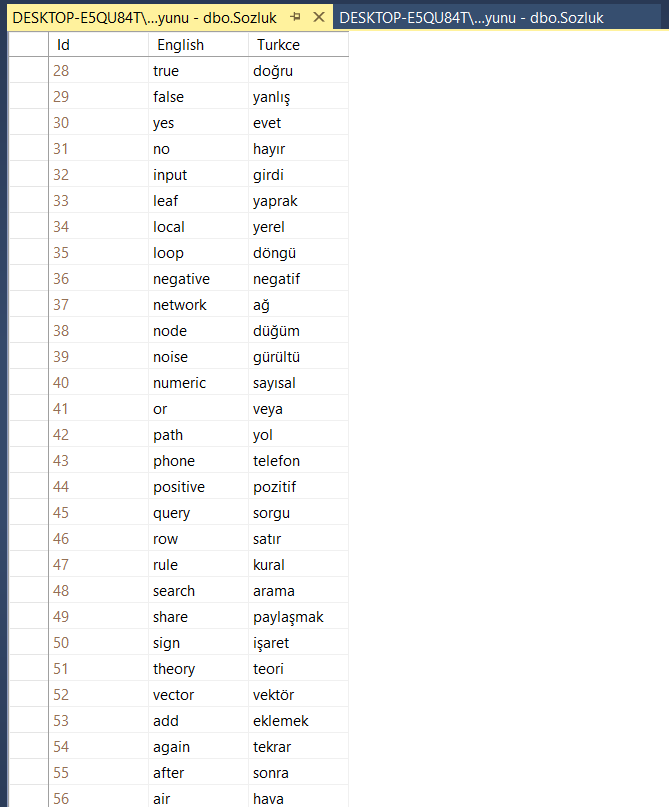 DESKTOP-E5QU84T\...yunu - dbo.Sozluk DESKTOP-E5QU84T\...yunu - dbo.Sozluk
Id English Turkce
28 true doğru
29 false yanlış
30 yes evet
31 no hayır
32 input girdi
33 leaf yaprak
34 local yerel
35 loop döngü
36 negative negatif
37 network ağ
38 node düğüm
39 noise gürültü
40 numeric sayısal
41 or veya
42 path yol
43 phone telefon
44 positive pozitif
45 query sorgu
46 row satır
47 rule kural
48 search arama
49 share paylaşmak
50 sign işaret
51 theory teori
52 vector vektör
53 add eklemek
54 again tekrar
55 after sonra
56 air hava